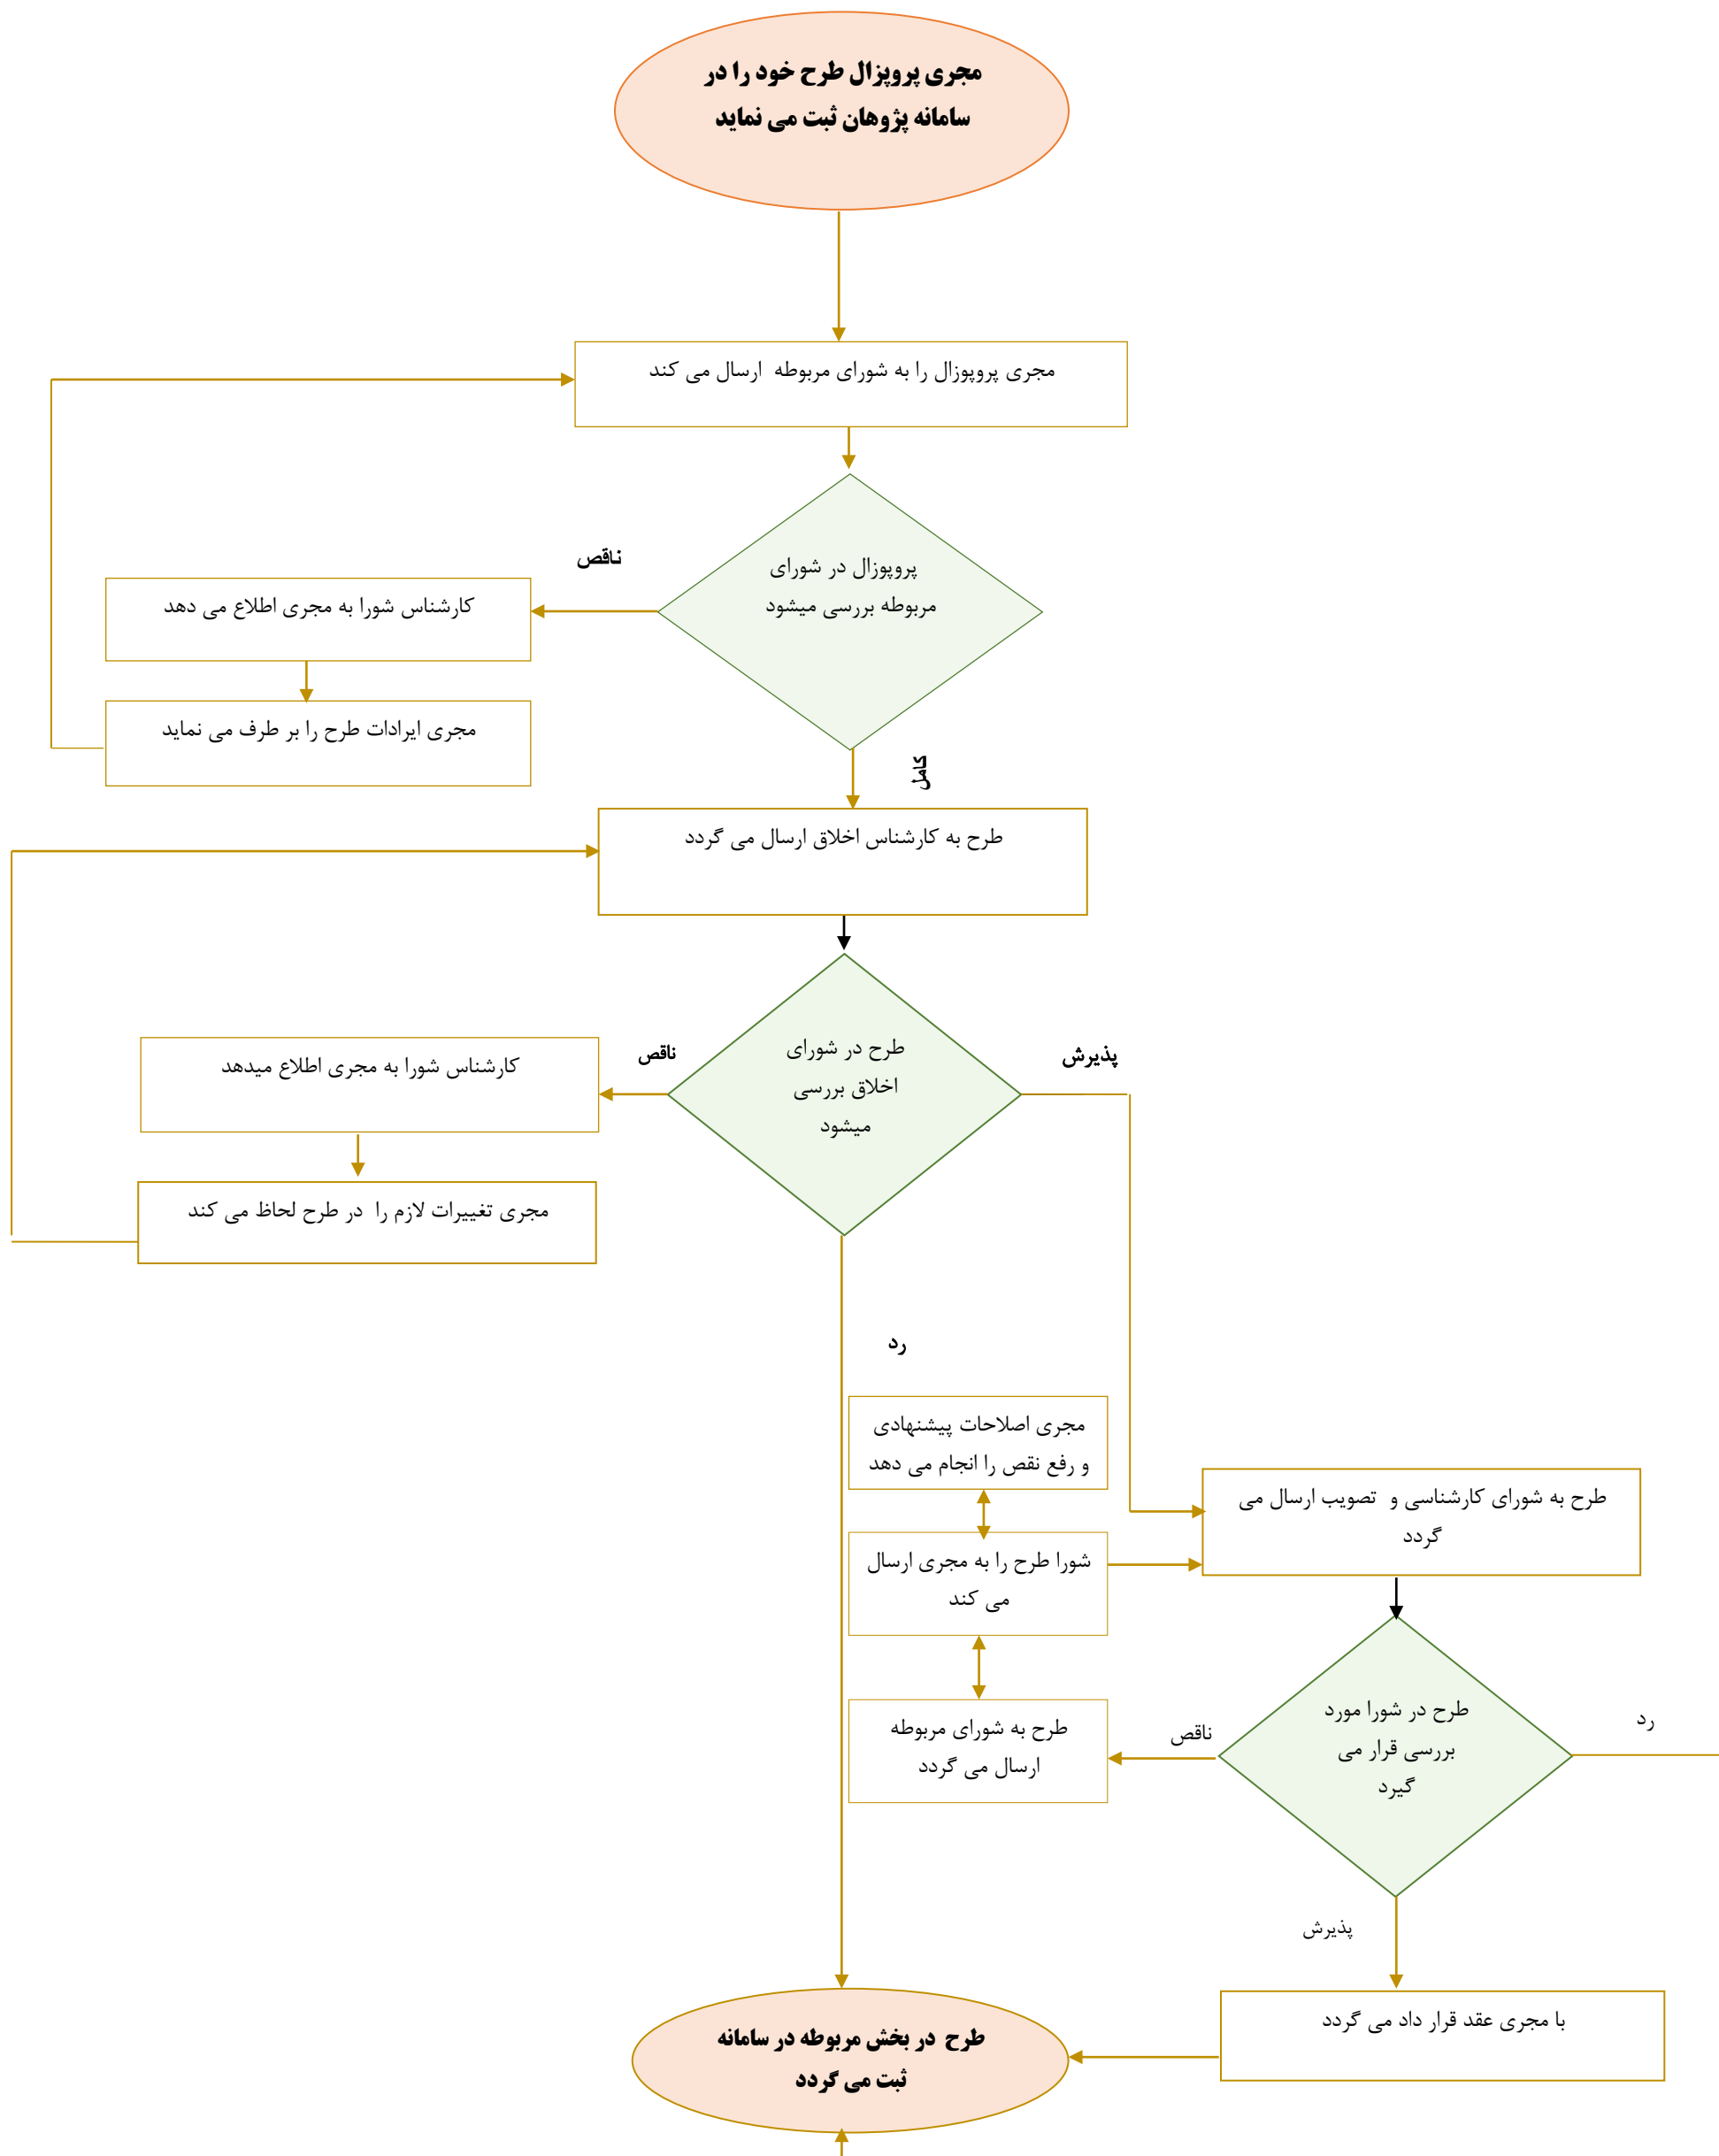 مجری پروپزال طرح خود را در
سامانه پژوهان ثبت می نماید
مجری پروپوزال را به شورای مربوطه ارسال می کند
پروپوزال در شورای
مربوطه بررسی میشود
ناقص
کارشناس شورا به مجری اطلاع می دهد
مجری ایرادات طرح را بر طرف می نماید
کامل
طرح به کارشناس اخلاق ارسال می گردد
طرح در شورای
اخلاق بررسی
میشود
ناقص
پذیرش
کارشناس شورا به مجری اطلاع میدهد
مجری تغییرات لازم را در طرح لحاظ می کند
رد
مجری اصلاحات پیشنهادی
و رفع نقص را انجام می دهد
طرح به شورای کارشناسی و تصویب ارسال می
گردد
شورا طرح را به مجری ارسال
می کند
طرح در شورا مورد
بررسی قرار می
گیرد
رد
ناقص
طرح به شورای مربوطه
ارسال می گردد
پذیرش
با مجری عقد قرار داد می گردد
طرح در بخش مربوطه در سامانه
ثبت می گردد